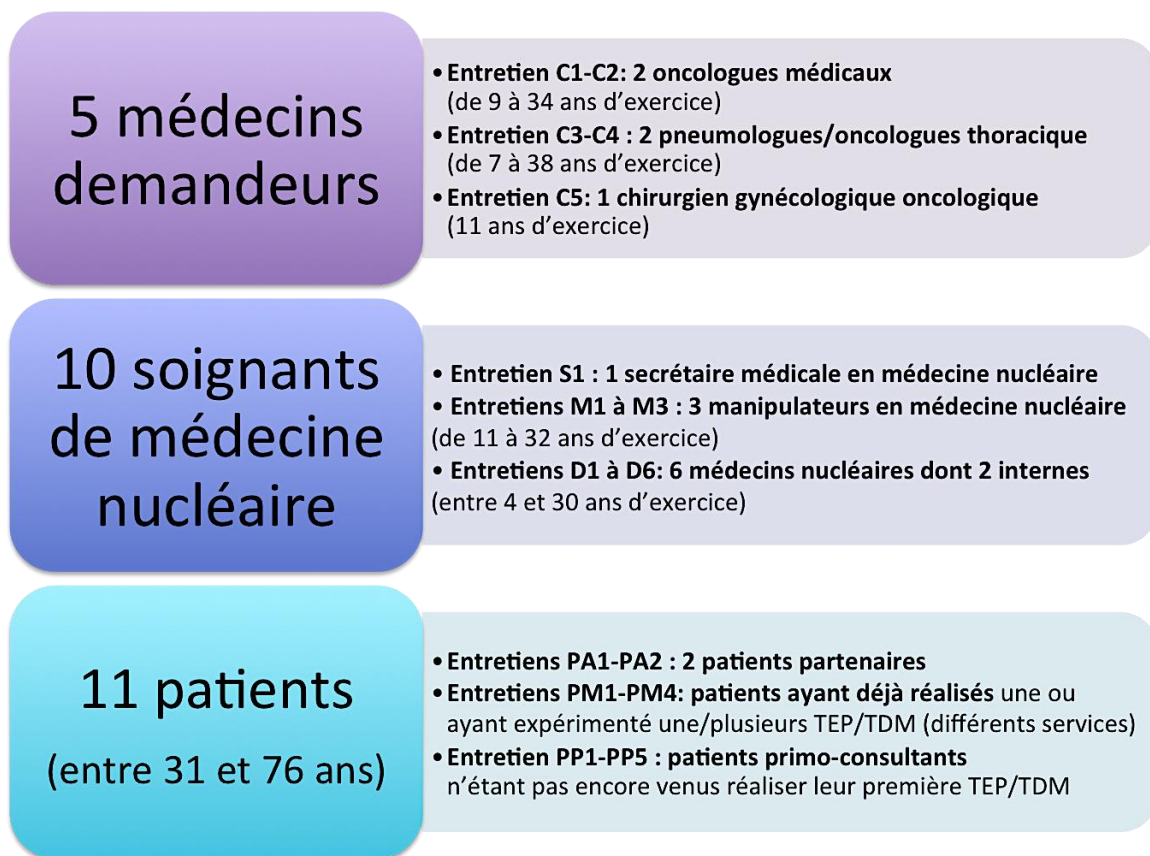 5 médecins
demandeurs
•Entretien C1-C2: 2 oncologues médicaux
(de 9 à 34 ans d’exercice)
•Entretien C3-C4 : 2 pneumologues/oncologues thoracique
(de 7 à 38 ans d’exercice)
•Entretien C5: 1 chirurgien gynécologique oncologique
(11 ans d’exercice)
10 soignants
de médecine
nucléaire
• Entretien S1 : 1 secrétaire médicale en médecine nucléaire
• Entretiens M1 à M3 : 3 manipulateurs en médecine nucléaire
(de 11 à 32 ans d’exercice)
• Entretiens D1 à D6: 6 médecins nucléaires dont 2 internes
(entre 4 et 30 ans d’exercice)
11 patients
(entre 31 et 76 ans)
•Entretiens PA1-PA2 : 2 patients partenaires
•Entretiens PM1-PM4: patients ayant déjà réalisés une ou
ayant expérimenté une/plusieurs TEP/TDM (différents services)
•Entretien PP1-PP5 : patients primo-consultants
n’étant pas encore venus réaliser leur première TEP/TDM